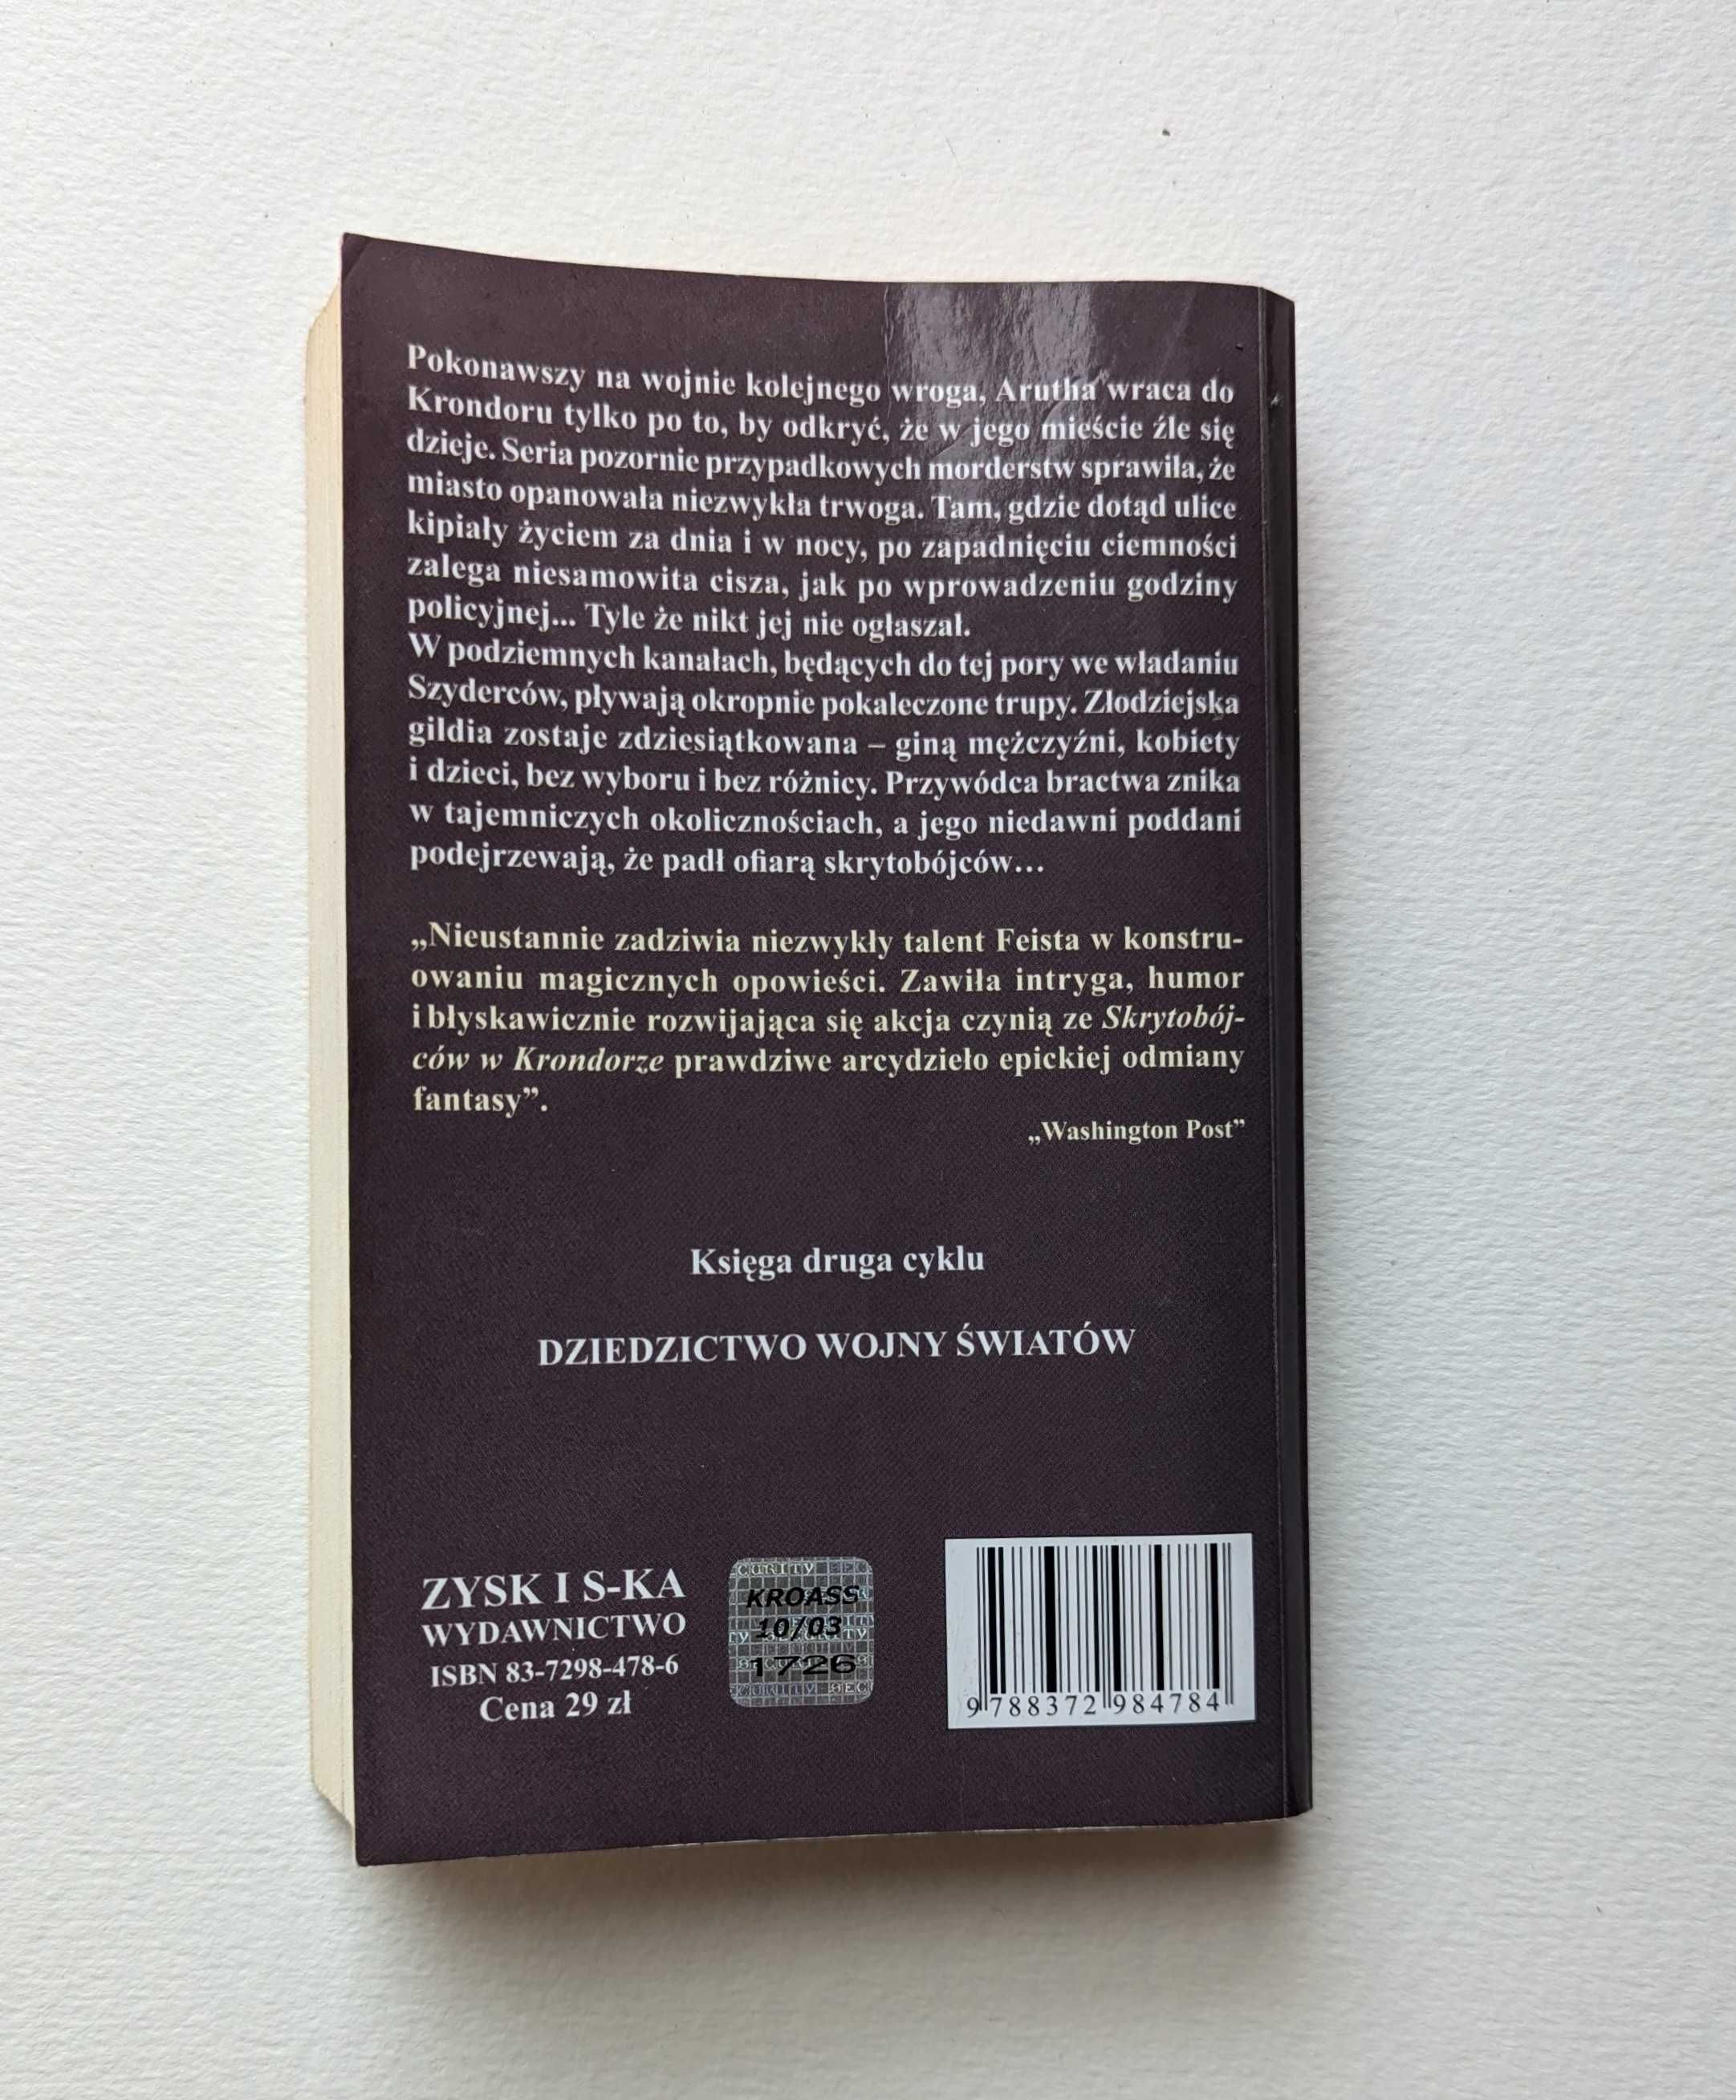 Pokonawszy na wojnie kolejnego wroga, Arutha wraca do
Krondoru tylko po to, by odkryć, że w jego mieście źle się
dzieje. Seria pozornie przypadkowych morderstw sprawiła, że
miasto opanowała niezwykła trwoga. Tam, gdzie dotąd ulice
kipiały życiem za dnia i w nocy, po zapadnięciu ciemności
zalega niesamowita cisza, jak po wprowadzeniu godziny
policyjnej... Tyle że nikt jej nie ogłaszał.
W podziemnych kanałach, będących do tej pory we władaniu
Szyderców, pływają okropnie pokaleczone trupy. Złodziejska
gildia zostaje zdziesiątkowana – giną mężczyźni, kobiety
i dzieci, bez wyboru i bez różnicy. Przywódca bractwa znika
w tajemniczych okolicznościach, a jego niedawni poddani
podejrzewają, że padł ofiarą skrytobójców…
„Nieustannie zadziwia niezwykły talent Feista w konstru-
owaniu magicznych opowieści. Zawiła intryga, humor
i błyskawicznie rozwijająca się akcja czynią ze Skrytobój-
ców w Krondorze prawdziwe arcydzieło epickiej odmiany
fantasy”.
„Washington Post”
Księga druga cyklu
DZIEDZICTWO WOJNY ŚWIATÓW
ZYSK I S-KA
WYDAWNICTWO
ISBN 83-7298-478-6
Cena 29 zł
CURITY
KROASS
10/03
1726
9 788372 984784